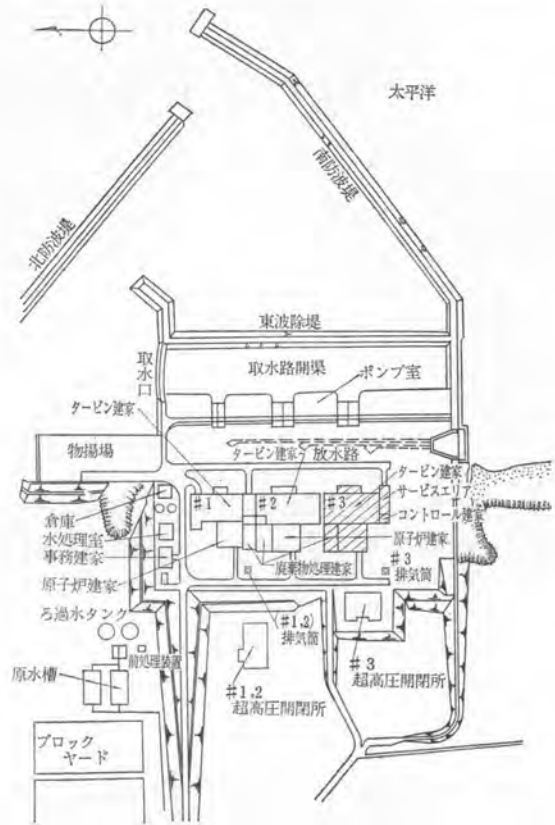 太平洋
南防波堤
北防波堤
東波除堤
取水口
取水路開渠
ポンプ室
タービン建家
物揚場
タービン建家
放水路
タービン建家
サービスエリア
コントロール建家
#1
#2
#3
倉庫
水処理室
事務建家
原子炉建家
廃棄物処理建家
原子炉建家
#3
排気筒
(#1,2)
排気筒
ろ過水タンク
前処理装置
原水槽
#3
超高圧開閉所
#1,2
超高圧開閉所
ブロック
ヤード